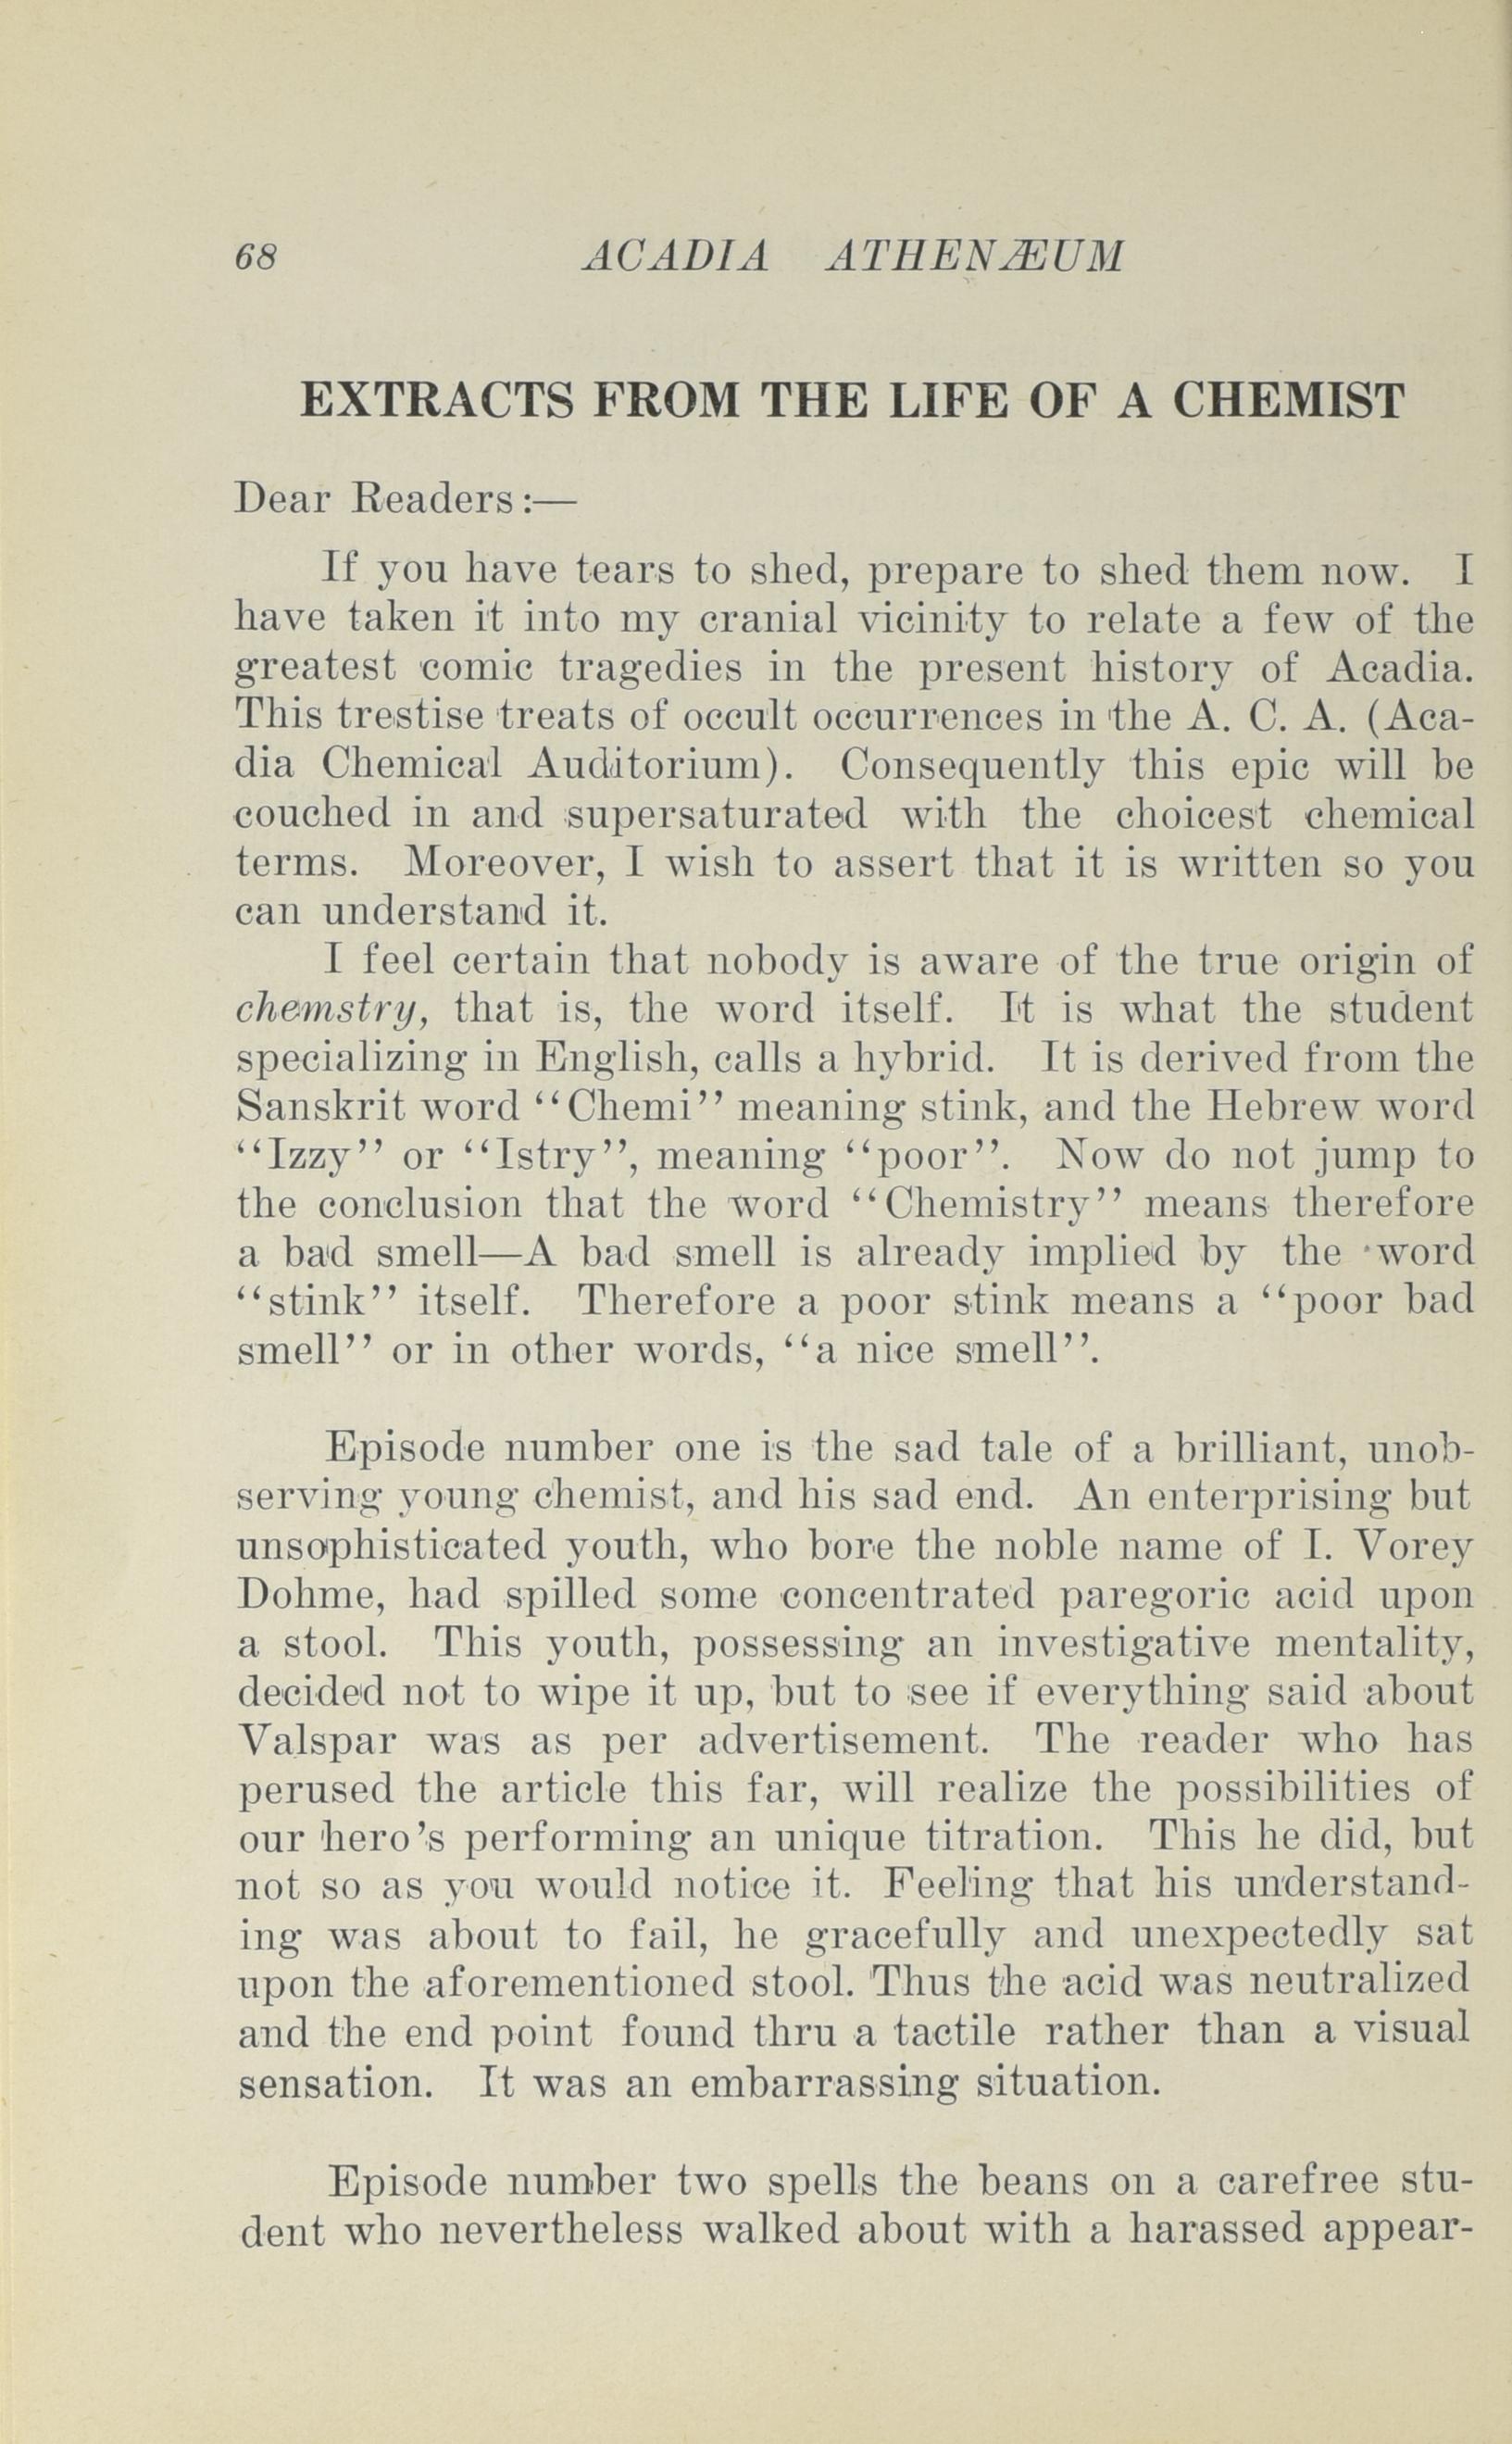 68 ACADIA ATHENÆUM
EXTRACTS FROM THE LIFE OF A CHEMIST
Dear Readers:—
If you have tears to shed, prepare to shed them now. I
have taken it into my cranial vicinity to relate a few of the
greatest comic tragedies in the present history of Acadia.
This trestise treats of occult occurrences in the A. C. A. (Aca-
dia Chemical Auditorium). Consequently this epic will be
couched in and supersaturated with the choicest chemical
terms. Moreover, I wish to assert that it is written so you
can understand it.
I feel certain that nobody is aware of the true origin of
chemstry, that is, the word itself. It is what the student
specializing in English, calls a hybrid. It is derived from the
Sanskrit word "Chemi" meaning stink, and the Hebrew word
"Izzy" or "Istry", meaning "poor". Now do not jump to
the conclusion that the word "Chemistry" means therefore
a bad smell—A bad smell is already implied by the word
"stink" itself. Therefore a poor stink means a "poor bad
smell" or in other words, "a nice smell".
Episode number one is the sad tale of a brilliant, unob-
serving young chemist, and his sad end. An enterprising but
unsophisticated youth, who bore the noble name of I. Vorey
Dohme, had spilled some concentrated paregoric acid upon
a stool. This youth, possessing an investigative mentality,
decided not to wipe it up, but to see if everything said about
Valspar was as per advertisement. The reader who has
perused the article this far, will realize the possibilities of
our hero's performing an unique titration. This he did, but
not so as you would notice it. Feeling that his understand-
ing was about to fail, he gracefully and unexpectedly sat
upon the aforementioned stool. Thus the acid was neutralized
and the end point found thru a tactile rather than a visual
sensation. It was an embarrassing situation.
Episode number two spells the beans on a carefree stu-
dent who nevertheless walked about with a harassed appear-